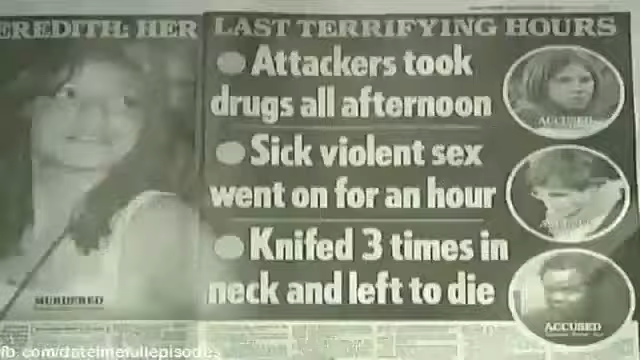 EREDITH: HER LAST TERRIFYING HOURS
Attackers took
drugs all afternoon
ACCUSED
Sick violent sex
went on for an hour
Knifed 3 times in
neck and left to die
MURDERED
ACCUSED
fb.com/datelinefullepisodes